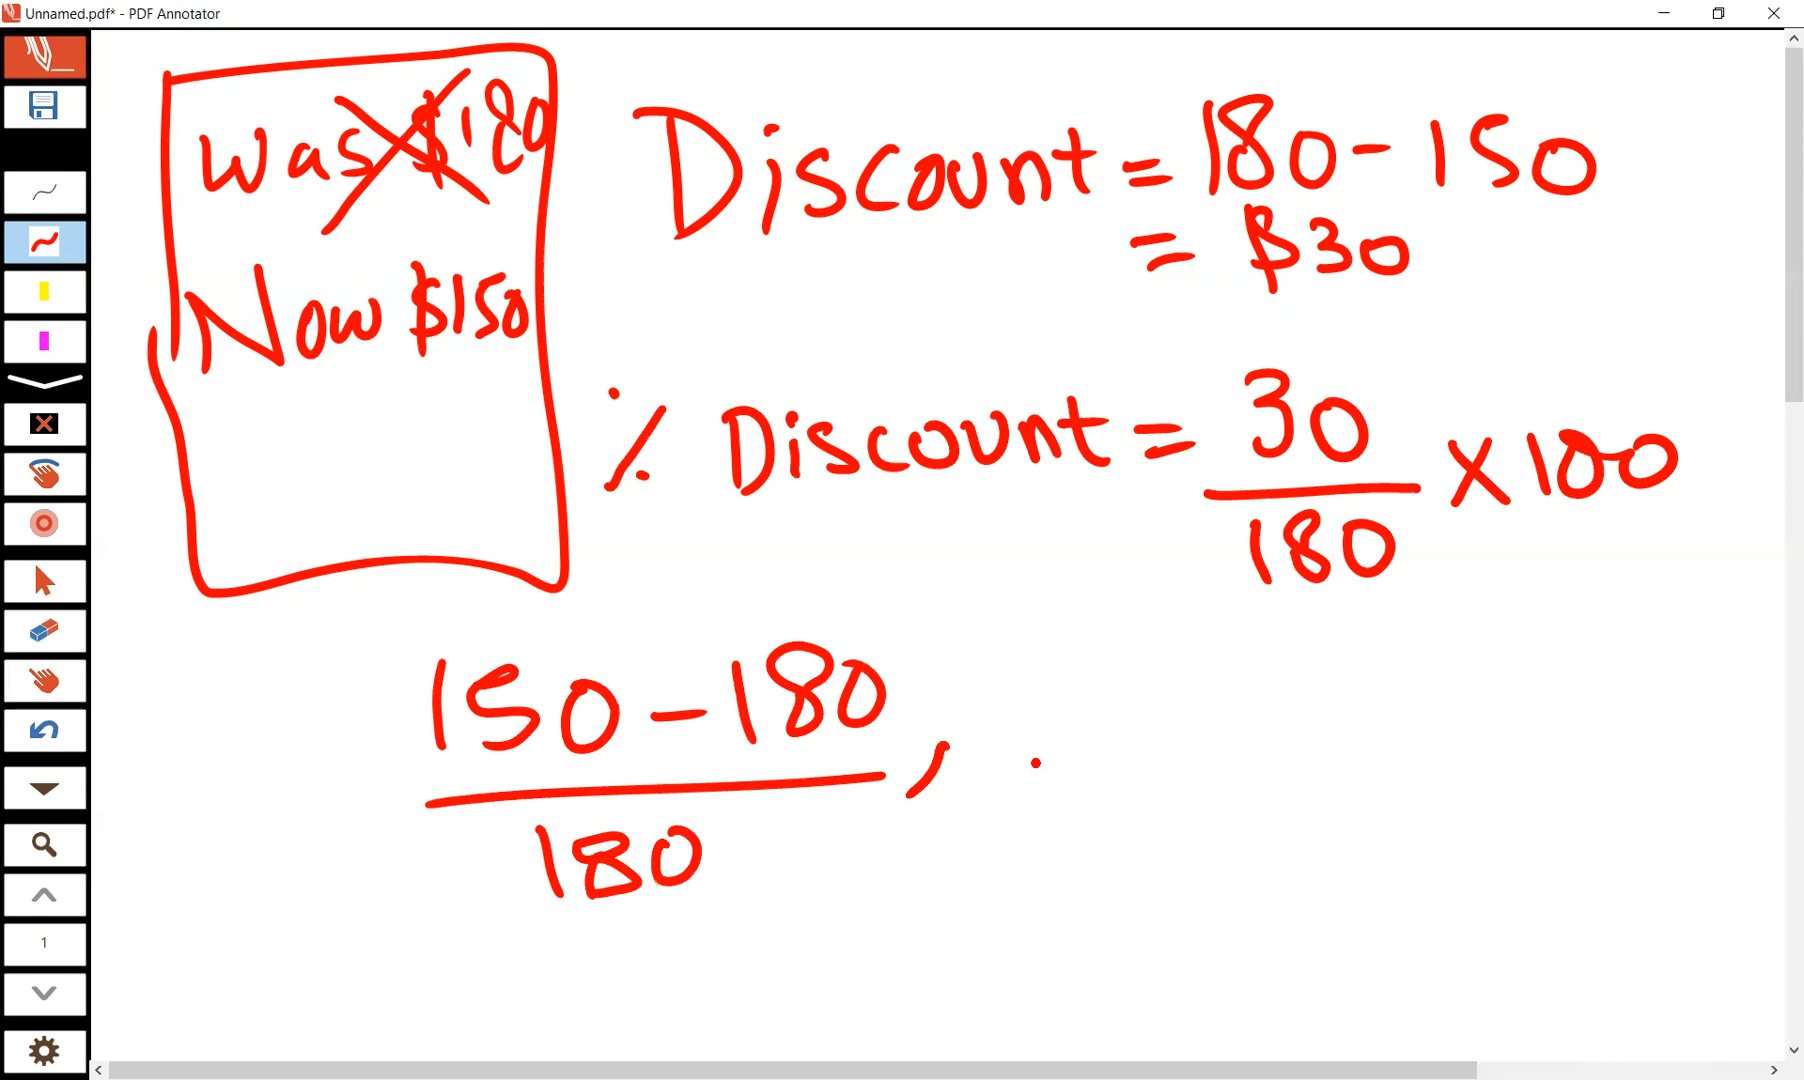 Unnamed.pdf* - PDF Annotator
Was $180
Now $150
Discount = 180 - 150
= $30
% Discount = 30
180
× 100
150 - 180
180
,
1